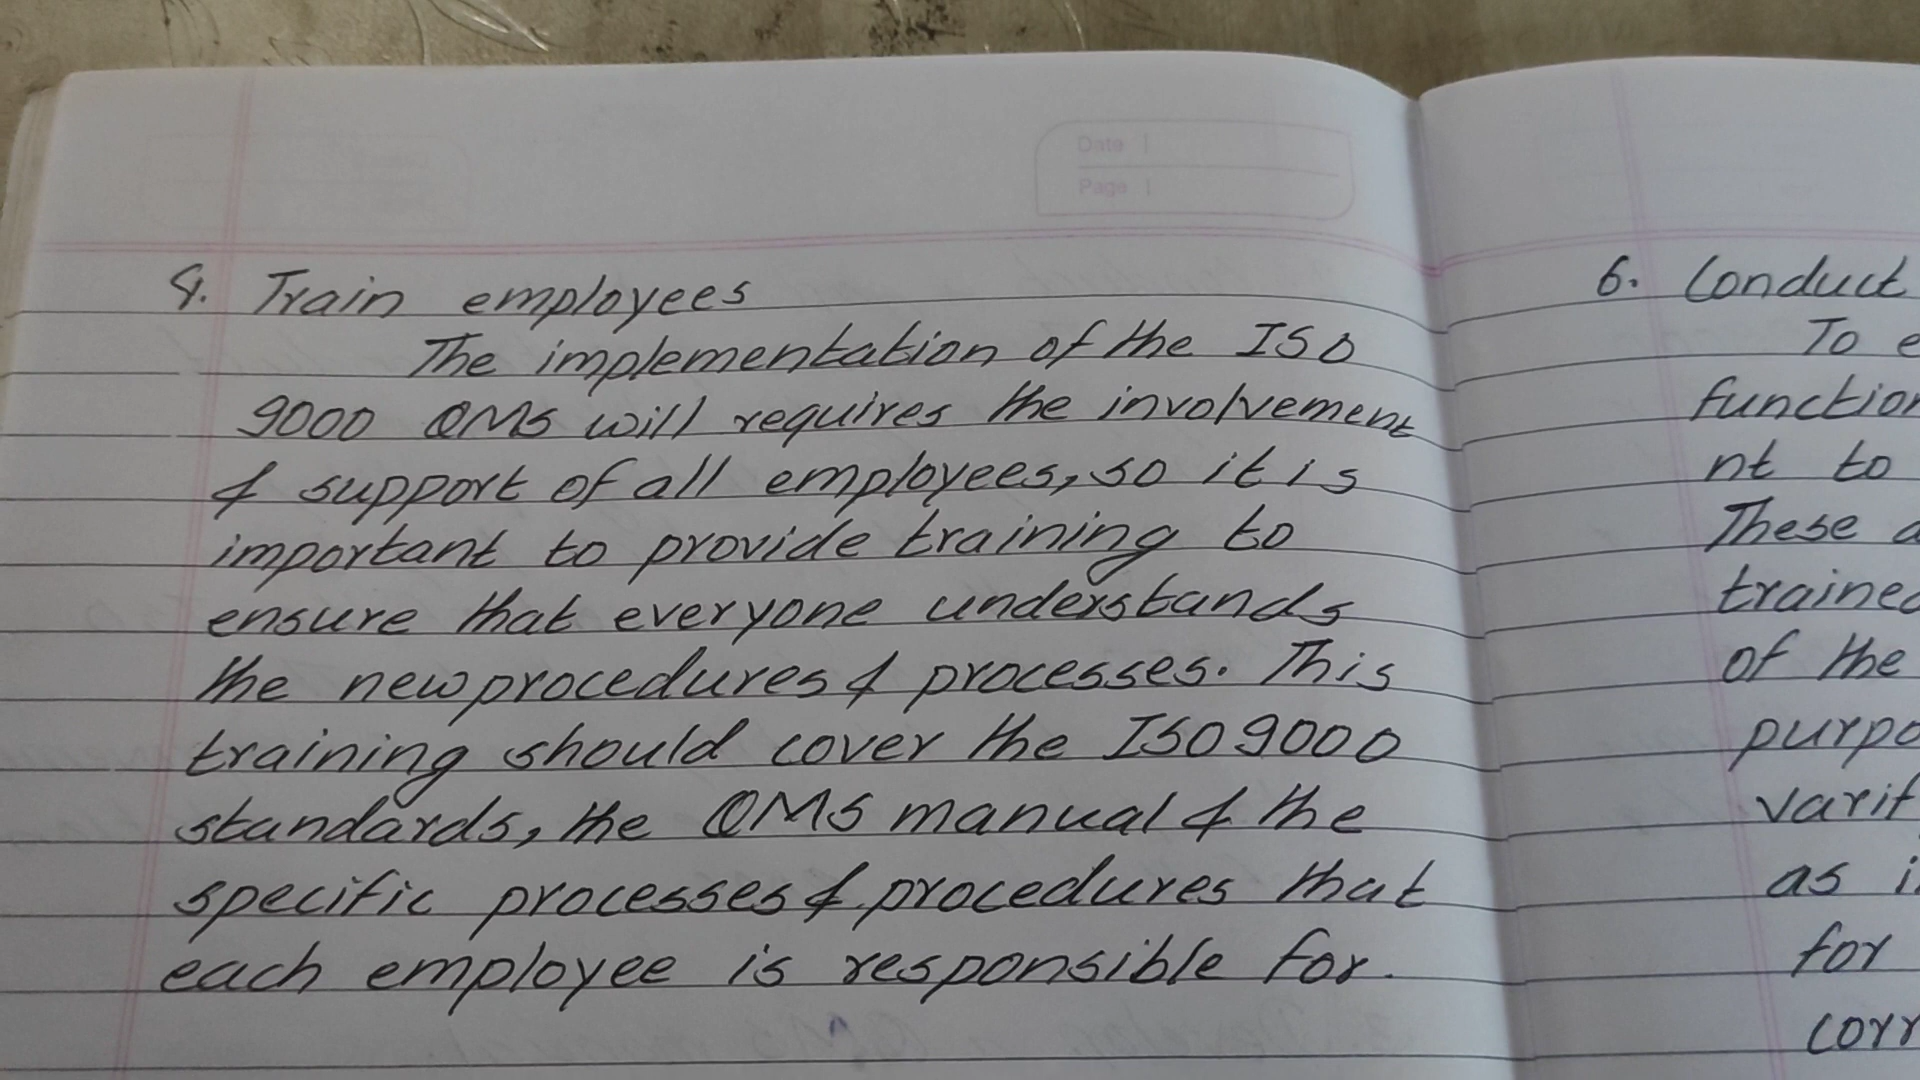 Date
Page
4. Train employees
The implementation of the ISO
9000 QMS will requires the involvement
& support of all employees, so it is
important to provide training to
ensure that everyone understands
the new procedures & processes. This
training should cover the ISO 9000
standards, the QMS manual & the
specific processes & procedures that
each employee is responsible for.
6. Conduct
To e
function
nt to
These a
trained
of the
purpo
varif
as i
for
corr